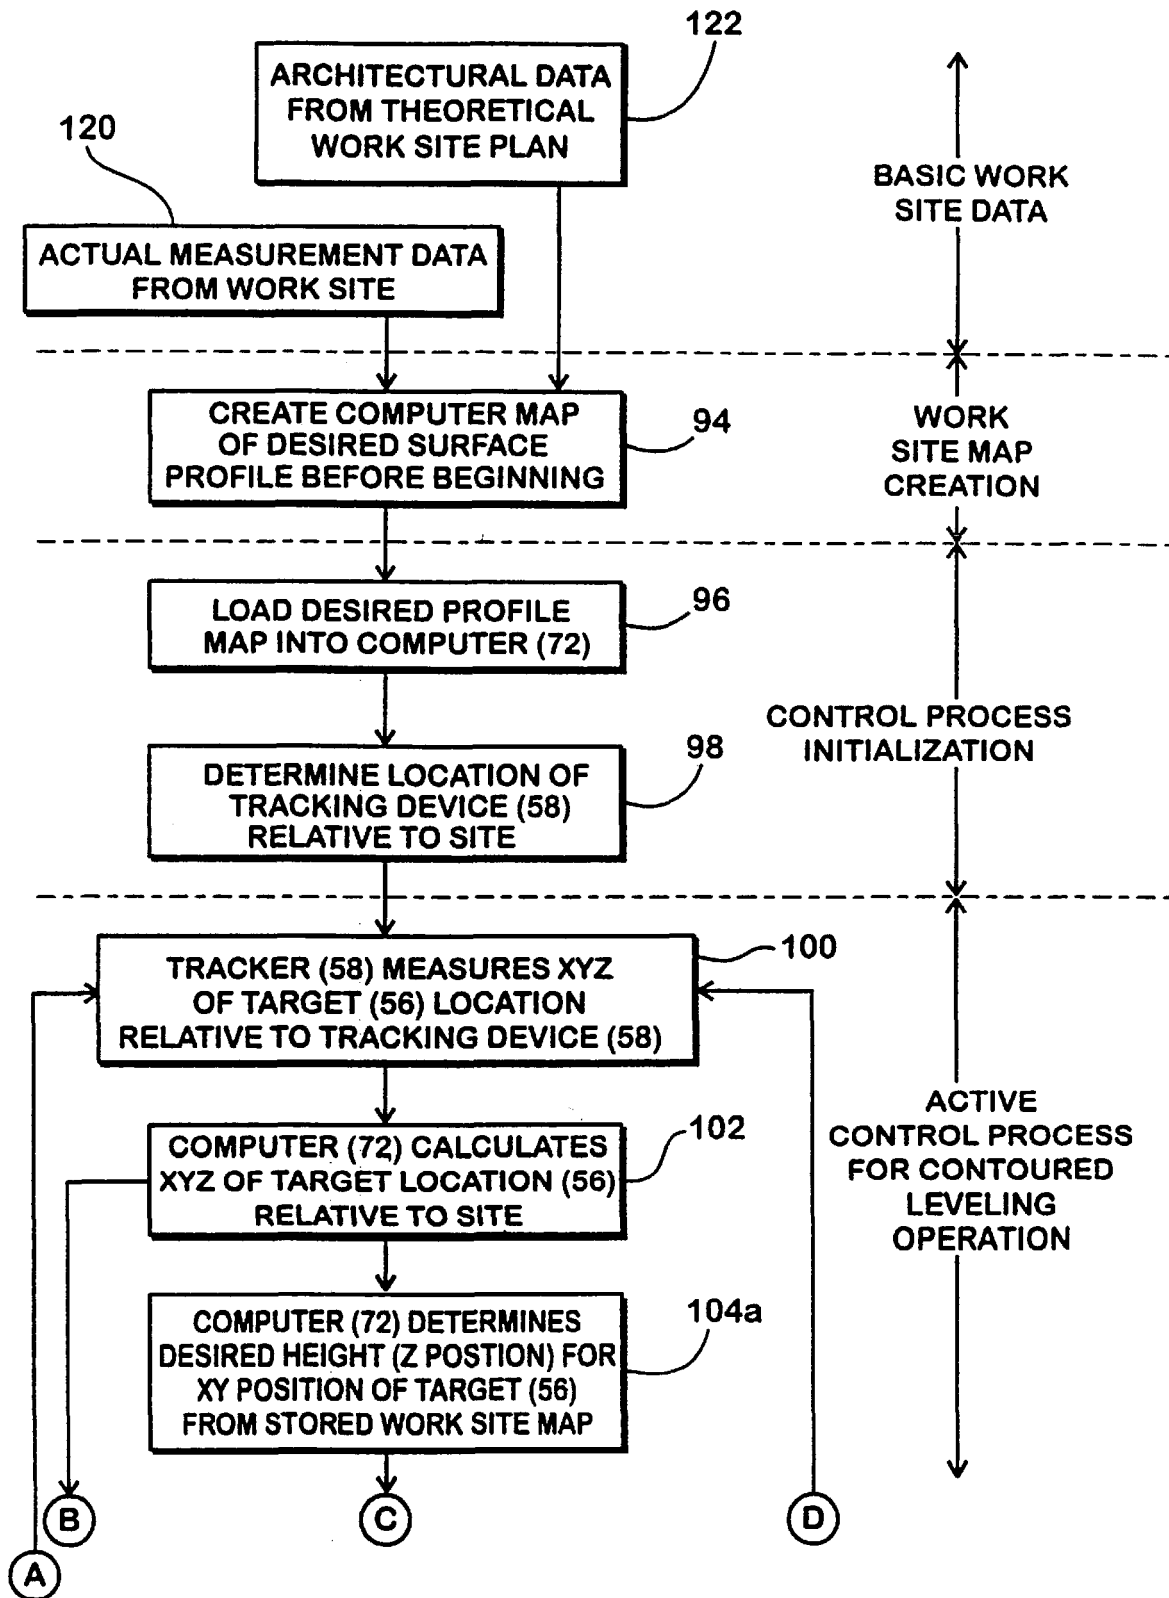 122
ARCHITECTURAL DATA
FROM THEORETICAL
WORK SITE PLAN
120
ACTUAL MEASUREMENT DATA
FROM WORK SITE
BASIC WORK
SITE DATA
CREATE COMPUTER MAP
OF DESIRED SURFACE
PROFILE BEFORE BEGINNING
94
WORK
SITE MAP
CREATION
LOAD DESIRED PROFILE
MAP INTO COMPUTER (72)
96
DETERMINE LOCATION OF
TRACKING DEVICE (58)
RELATIVE TO SITE
98
CONTROL PROCESS
INITIALIZATION
TRACKER (58) MEASURES XYZ
OF TARGET (56) LOCATION
RELATIVE TO TRACKING DEVICE (58)
100
COMPUTER (72) CALCULATES
XYZ OF TARGET LOCATION (56)
RELATIVE TO SITE
102
ACTIVE
CONTROL PROCESS
FOR CONTOURED
LEVELING
OPERATION
COMPUTER (72) DETERMINES
DESIRED HEIGHT (Z POSTION) FOR
XY POSITION OF TARGET (56)
FROM STORED WORK SITE MAP
104a
B
C
D
A